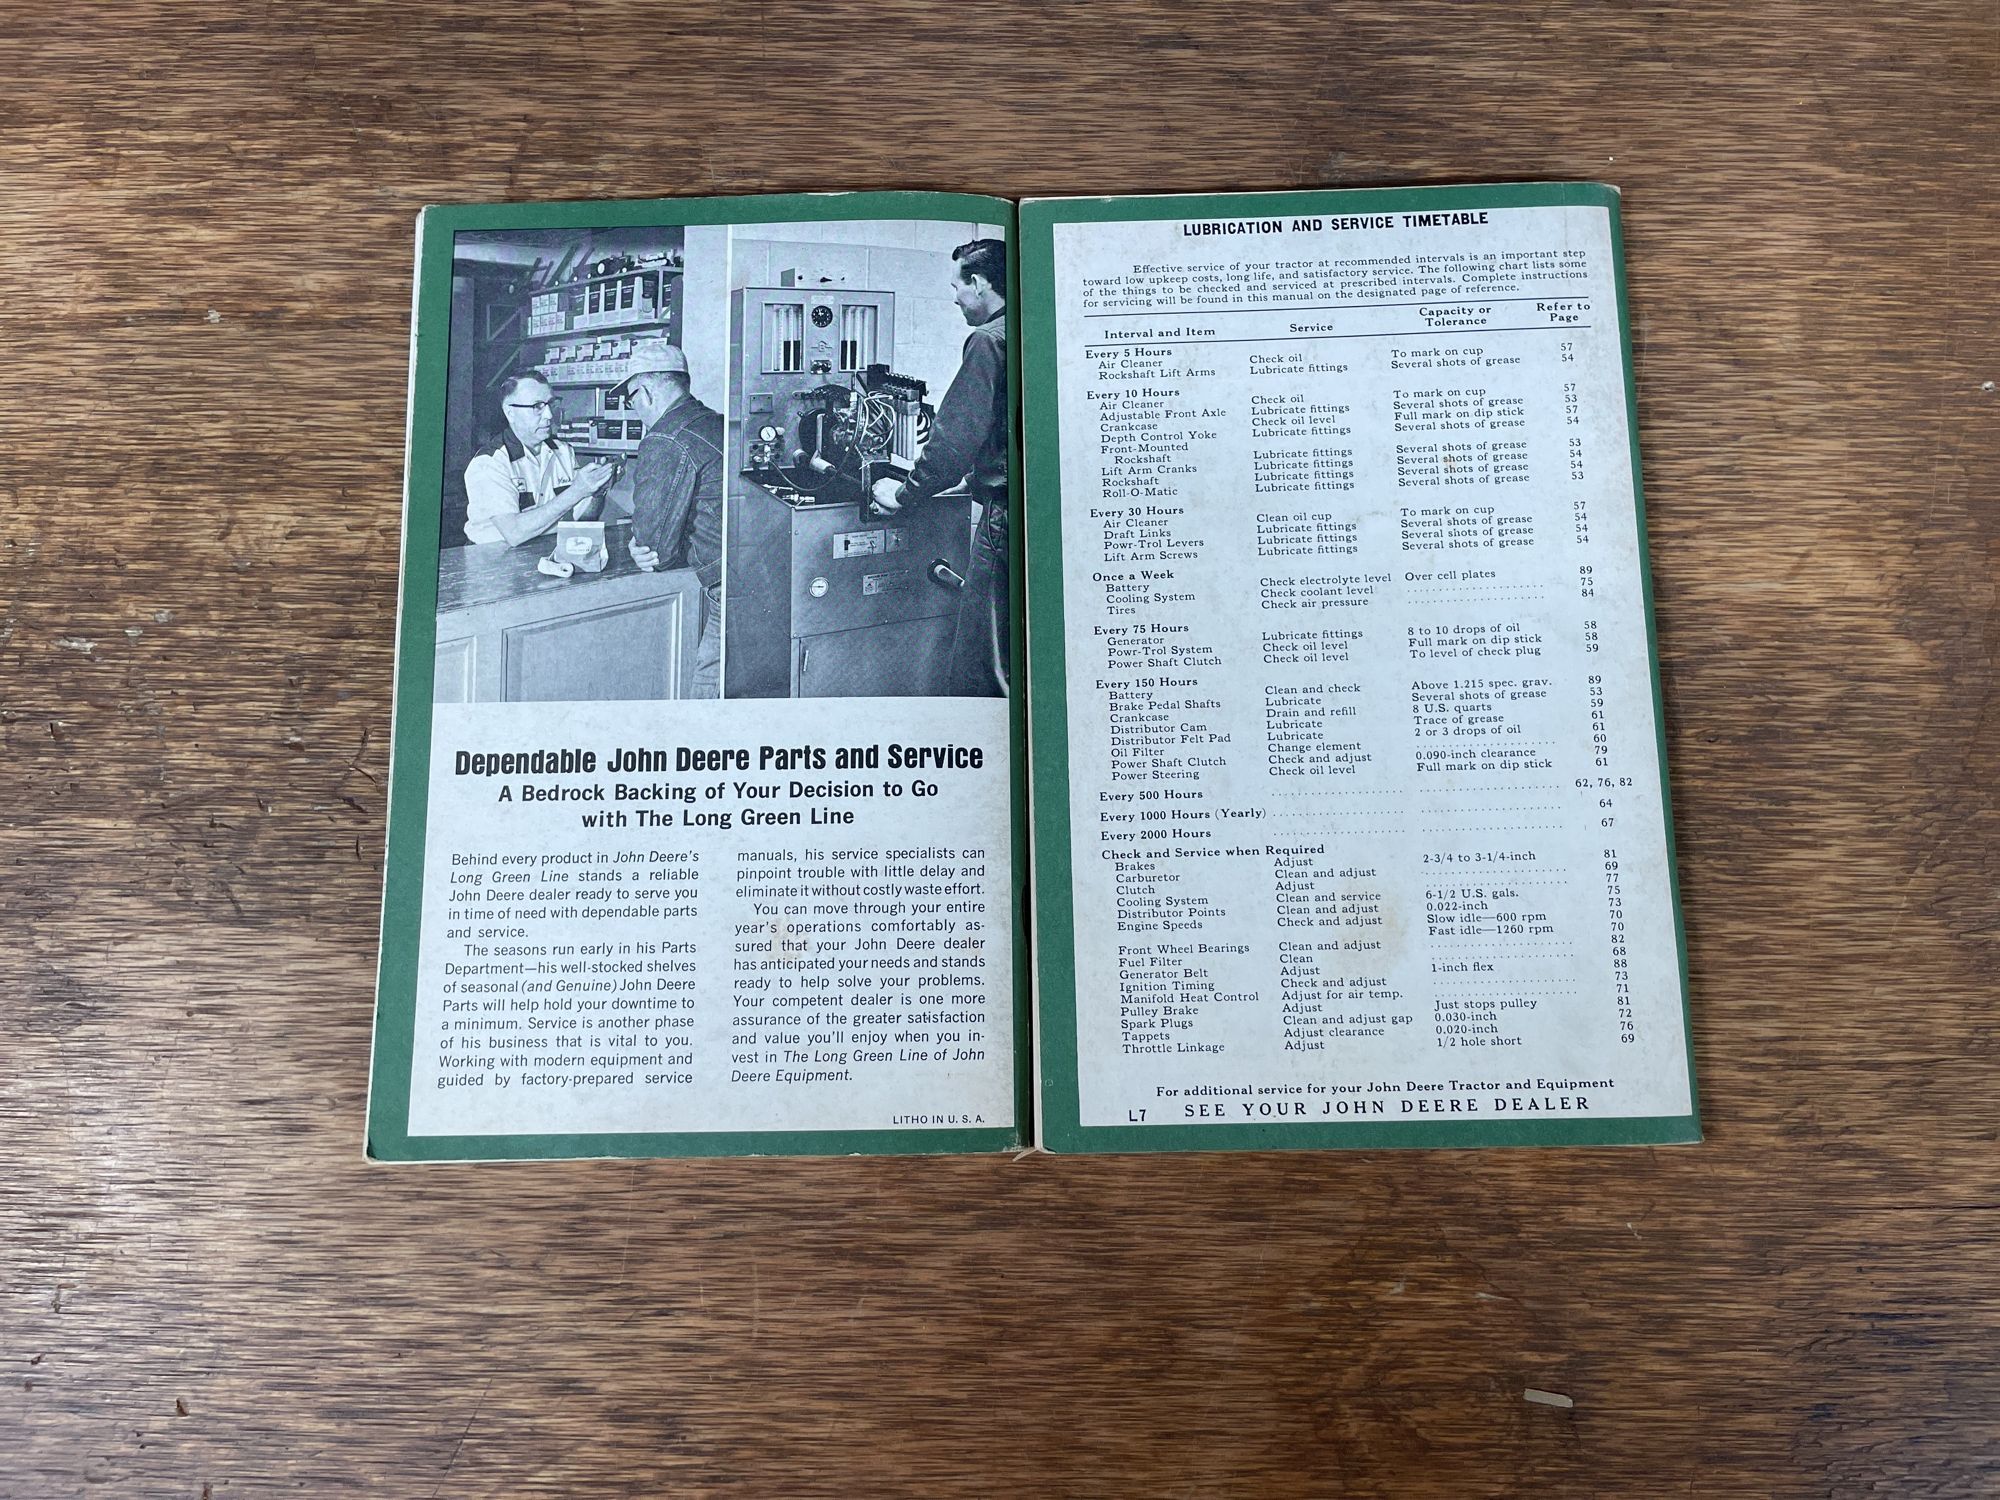 Dependable John Deere Parts and Service
A Bedrock Backing of Your Decision to Go
with The Long Green Line
Behind every product in John Deere's
Long Green Line stands a reliable
John Deere dealer ready to serve you
in time of need with dependable parts
and service.
The seasons run early in his Parts
Department—his well-stocked shelves
of seasonal (and Genuine) John Deere
Parts will help hold your downtime to
a minimum. Service is another phase
of his business that is vital to you.
Working with modern equipment and
guided by factory-prepared service
manuals, his service specialists can
pinpoint trouble with little delay and
eliminate it without costly waste effort.
You can move through your entire
year's operations comfortably as-
sured that your John Deere dealer
has anticipated your needs and stands
ready to help solve your problems.
Your competent dealer is one more
assurance of the greater satisfaction
and value you'll enjoy when you in-
vest in The Long Green Line of John
Deere Equipment.
LITHO IN U. S. A.
LUBRICATION AND SERVICE TIMETABLE
Effective service of your tractor at recommended intervals is an important step
toward low upkeep costs, long life, and satisfactory service. The following chart lists some
of the things to be checked and serviced at prescribed intervals. Complete instructions
for servicing will be found in this manual on the designated page of reference.
Interval and Item Service Capacity or Tolerance Refer to Page
Every 5 Hours
Air Cleaner Check oil To mark on cup 57
Rockshaft Lift Arms Lubricate fittings Several shots of grease 54
Every 10 Hours
Air Cleaner Check oil To mark on cup 57
Adjustable Front Axle Lubricate fittings Several shots of grease 53
Crankcase Check oil level Full mark on dip stick 57
Depth Control Yoke Lubricate fittings Several shots of grease 54
Front-Mounted
Rockshaft Lubricate fittings Several shots of grease 53
Lift Arm Cranks Lubricate fittings Several shots of grease 54
Rockshaft Lubricate fittings Several shots of grease 54
Roll-O-Matic Lubricate fittings Several shots of grease 53
Every 30 Hours
Air Cleaner Clean oil cup To mark on cup 57
Draft Links Lubricate fittings Several shots of grease 54
Powr-Trol Levers Lubricate fittings Several shots of grease 54
Lift Arm Screws Lubricate fittings Several shots of grease 54
Once a Week
Battery Check electrolyte level Over cell plates 89
Cooling System Check coolant level .................... 75
Tires Check air pressure .................... 84
Every 75 Hours
Generator Lubricate fittings 8 to 10 drops of oil 58
Powr-Trol System Check oil level Full mark on dip stick 58
Power Shaft Clutch Check oil level To level of check plug 59
Every 150 Hours
Battery Clean and check Above 1.215 spec. grav. 89
Brake Pedal Shafts Lubricate Several shots of grease 53
Crankcase Drain and refill 8 U.S. quarts 59
Distributor Cam Lubricate Trace of grease 61
Distributor Felt Pad Lubricate 2 or 3 drops of oil 61
Oil Filter Change element .................... 60
Power Shaft Clutch Check and adjust 0.090-inch clearance 79
Power Steering Check oil level Full mark on dip stick 61
Every 500 Hours .................... .................... 62, 76, 82
Every 1000 Hours (Yearly) .................... .................... 64
Every 2000 Hours .................... .................... 67
Check and Service when Required
Brakes Adjust 2-3/4 to 3-1/4-inch 81
Carburetor Clean and adjust .................... 69
Clutch Adjust .................... 77
Cooling System Clean and service 6-1/2 U.S. gals. 75
Distributor Points Clean and adjust 0.022-inch 73
Engine Speeds Check and adjust Slow idle—600 rpm 70
Fast idle—1260 rpm 70
Front Wheel Bearings Clean and adjust .................... 82
Fuel Filter Clean .................... 68
Generator Belt Adjust 1-inch flex 88
Ignition Timing Check and adjust .................... 73
Manifold Heat Control Adjust for air temp. .................... 71
Pulley Brake Adjust Just stops pulley 81
Spark Plugs Clean and adjust gap 0.030-inch 72
Tappets Adjust clearance 0.020-inch 76
Throttle Linkage Adjust 1/2 hole short 69
For additional service for your John Deere Tractor and Equipment
L7 SEE YOUR JOHN DEERE DEALER